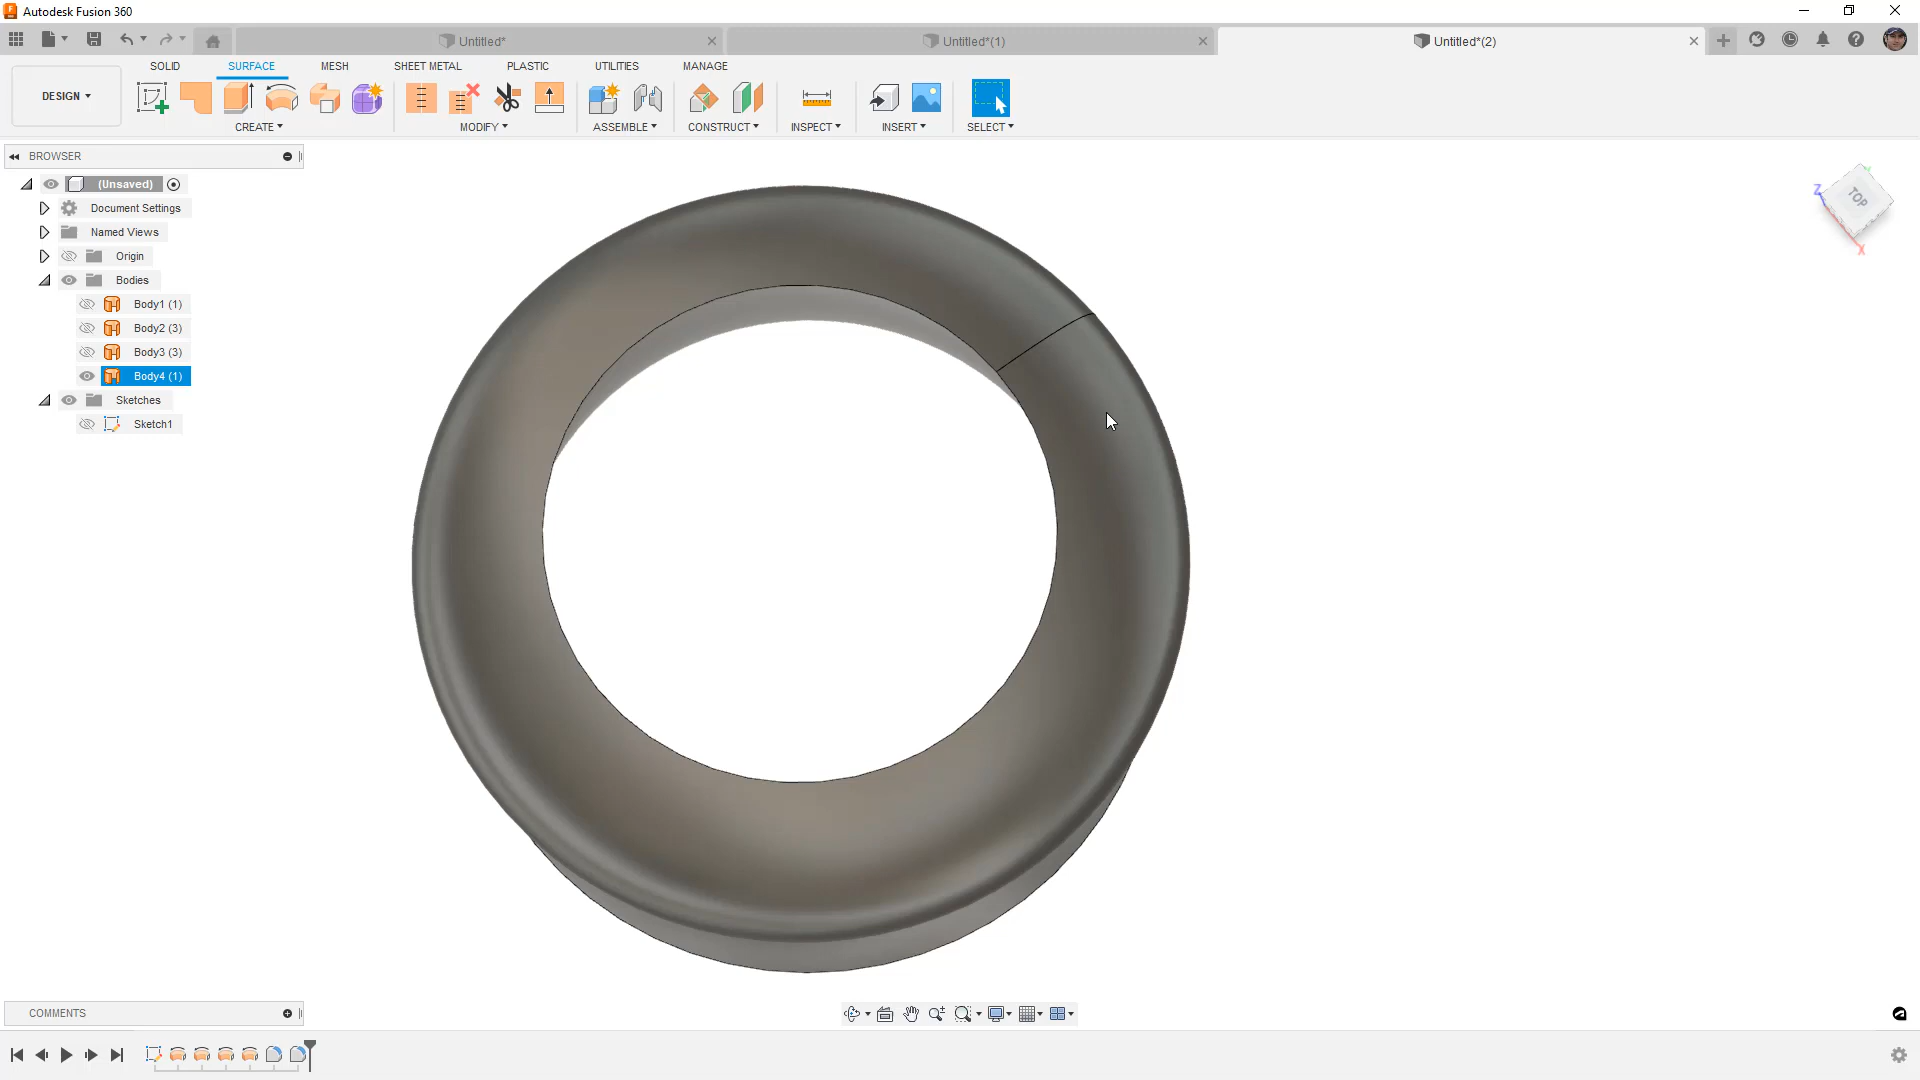 Autodesk Fusion 360
Untitled*
Untitled*(1)
Untitled*(2)
SOLID
SURFACE
MESH
SHEET METAL
PLASTIC
UTILITIES
MANAGE
DESIGN
CREATE
MODIFY
ASSEMBLE
CONSTRUCT
INSPECT
INSERT
SELECT
BROWSER
(Unsaved)
Document Settings
Named Views
Origin
Bodies
Body1 (1)
Body2 (3)
Body3 (3)
Body4 (1)
Sketches
Sketch1
Z
TOP
X
COMMENTS